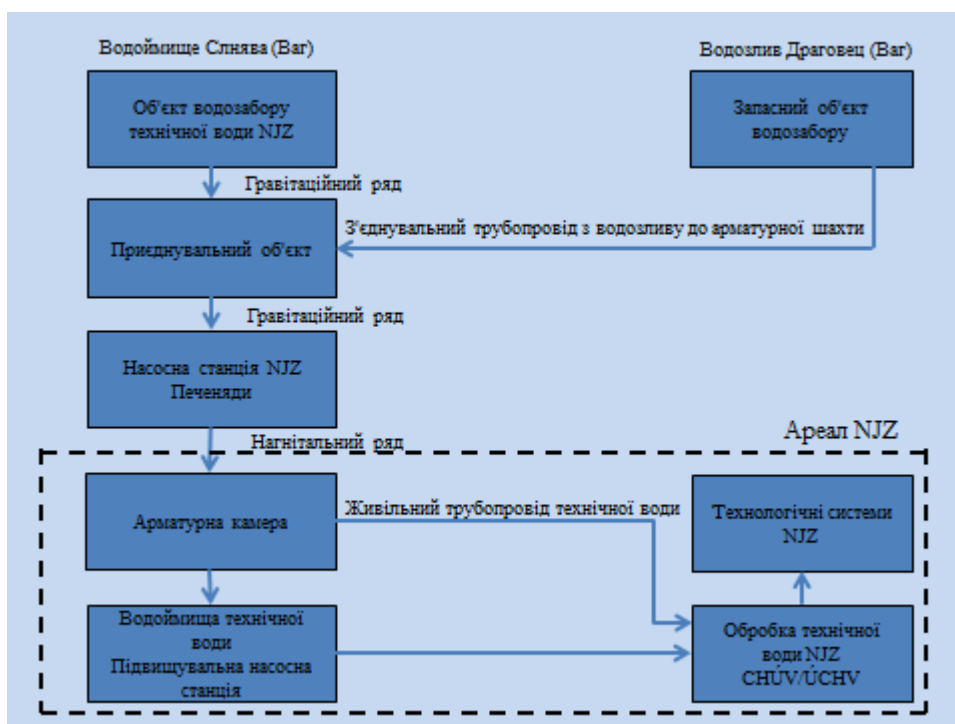 Водоймище Слнява (Ваг)
Водозлив Драговец (Ваг)
Об'єкт водозабору
технічної води NJZ
Запасний об'єкт
водозабору
Гравітаційний ряд
З'єднувальний трубопровід з водозливу до арматурної шахти
Приєднувальний об'єкт
Гравітаційний ряд
Насосна станція NJZ
Печеняди
Нагнітальний ряд
Ареал NJZ
Арматурна камера
Живільний трубопровід технічної води
Технологічні системи
NJZ
Водоймища технічної
води
Підвищувальна насосна
станція
Обробка технічної
води NJZ
CHÚV/ÚCHV